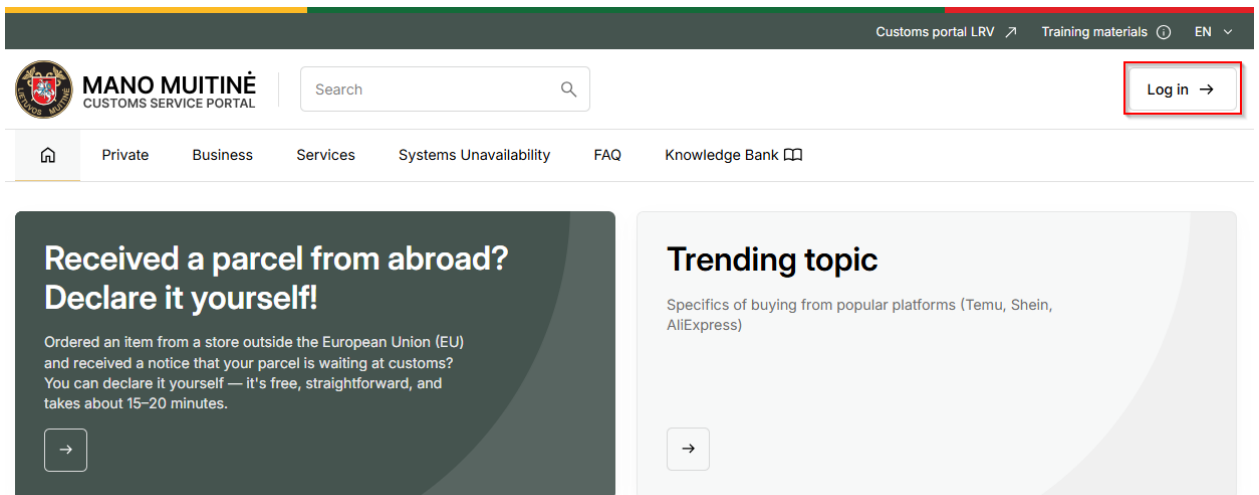 Customs portal LRV
Training materials
EN
LIETUVOS MUITINĖ
MANO MUITINĖ
CUSTOMS SERVICE PORTAL
Search
Log in
Private
Business
Services
Systems Unavailability
FAQ
Knowledge Bank
Received a parcel from abroad?
Declare it yourself!
Ordered an item from a store outside the European Union (EU)
and received a notice that your parcel is waiting at customs?
You can declare it yourself — it's free, straightforward, and
takes about 15–20 minutes.
Trending topic
Specifics of buying from popular platforms (Temu, Shein,
AliExpress)